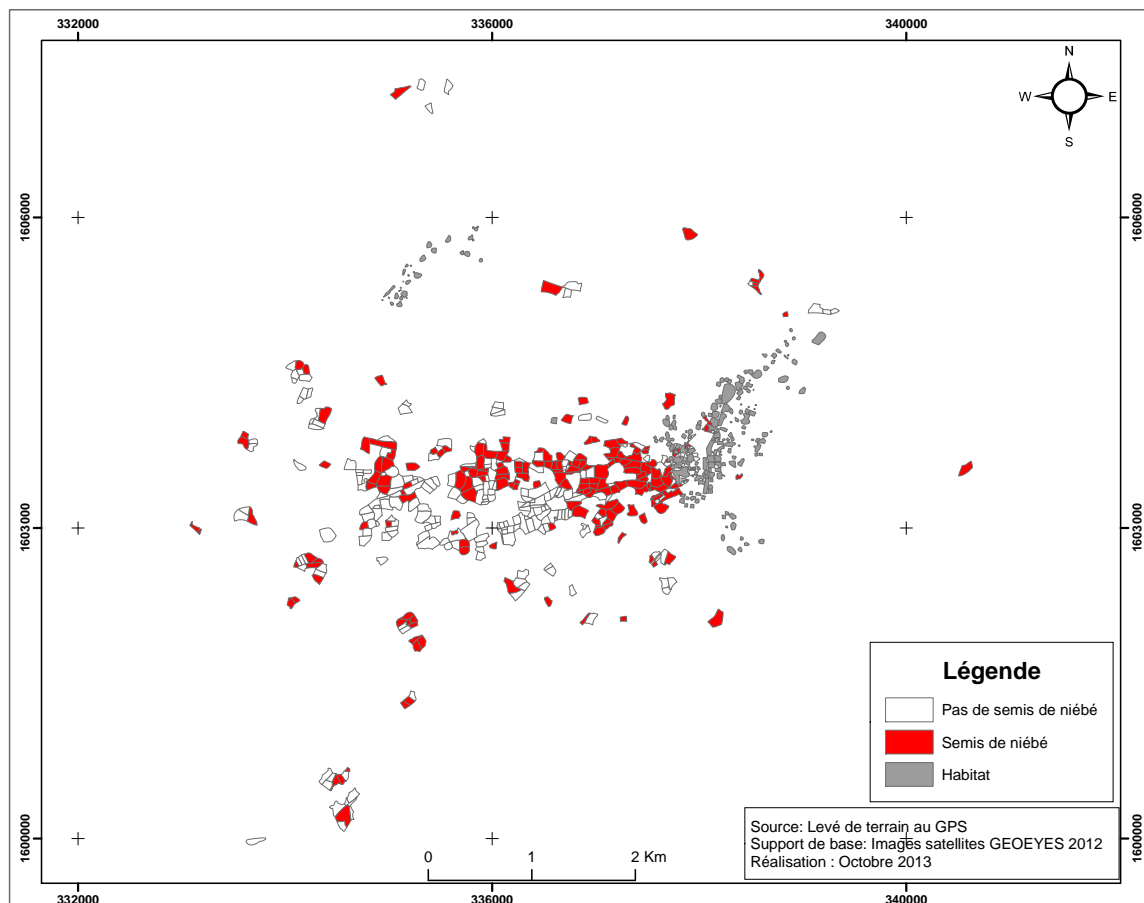 332000
336000
340000
N
W
E
S
1606000
1606000
1603000
1603000
Légende
Pas de semis de niébé
Semis de niébé
Habitat
1600000
1600000
Source: Levé de terrain au GPS
Support de base: Images satellites GEOEYES 2012
Réalisation : Octobre 2013
0
1
2 Km
332000
336000
340000